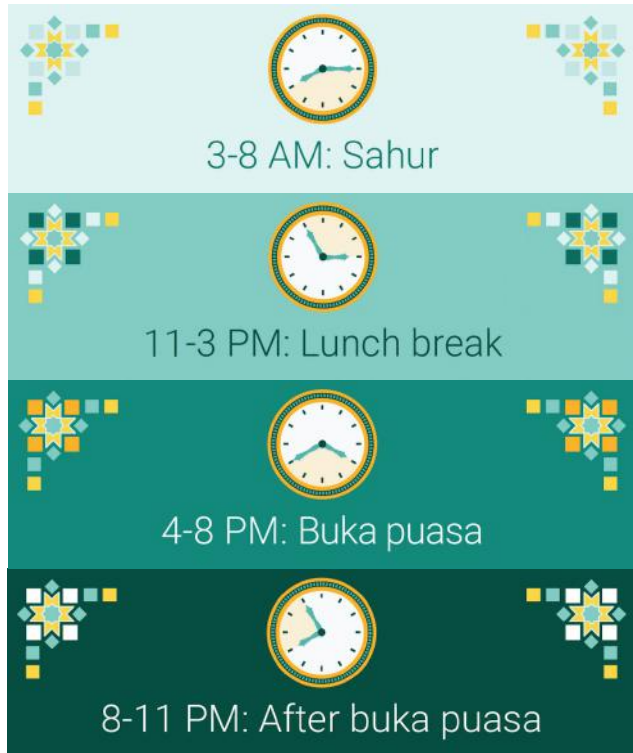 3-8 AM: Sahur
11-3 PM: Lunch break
4-8 PM: Buka puasa
8-11 PM: After buka puasa